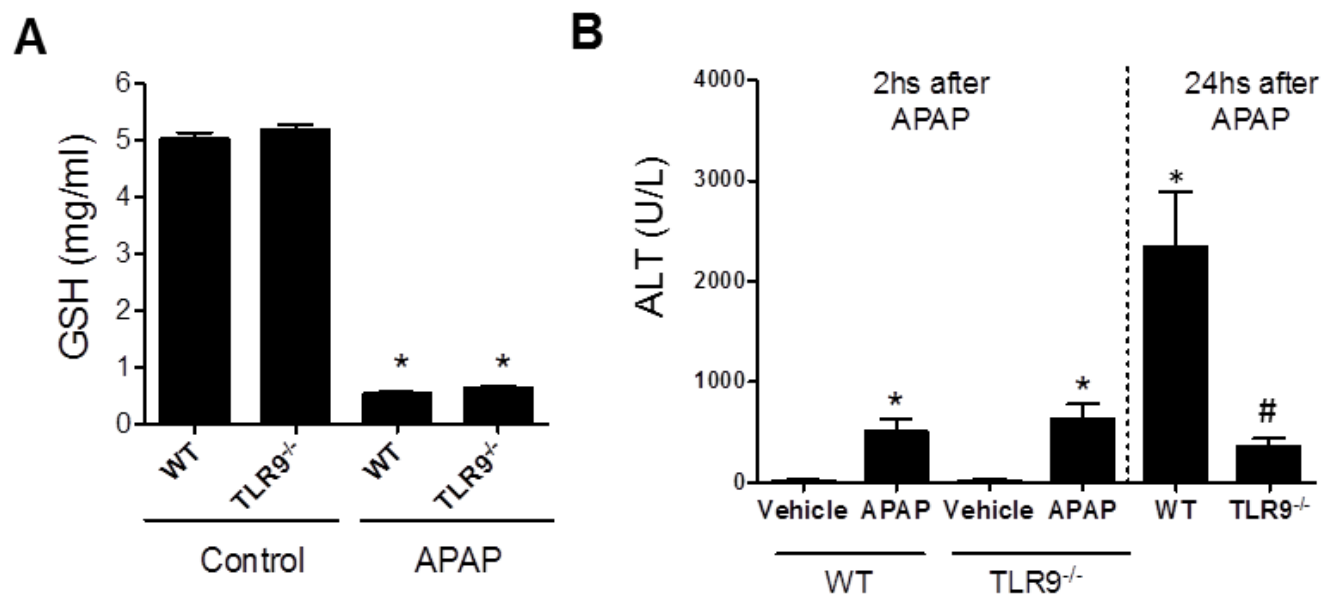 A
GSH (mg/ml)
6
5
4
3
2
1
0
* *
WT TLR9-/- WT TLR9-/-
Control APAP
B
ALT (U/L)
4000
3000
2000
1000
0
2hs after
APAP
24hs after
APAP
* * * #
Vehicle APAP Vehicle APAP WT TLR9-/-
WT TLR9-/-